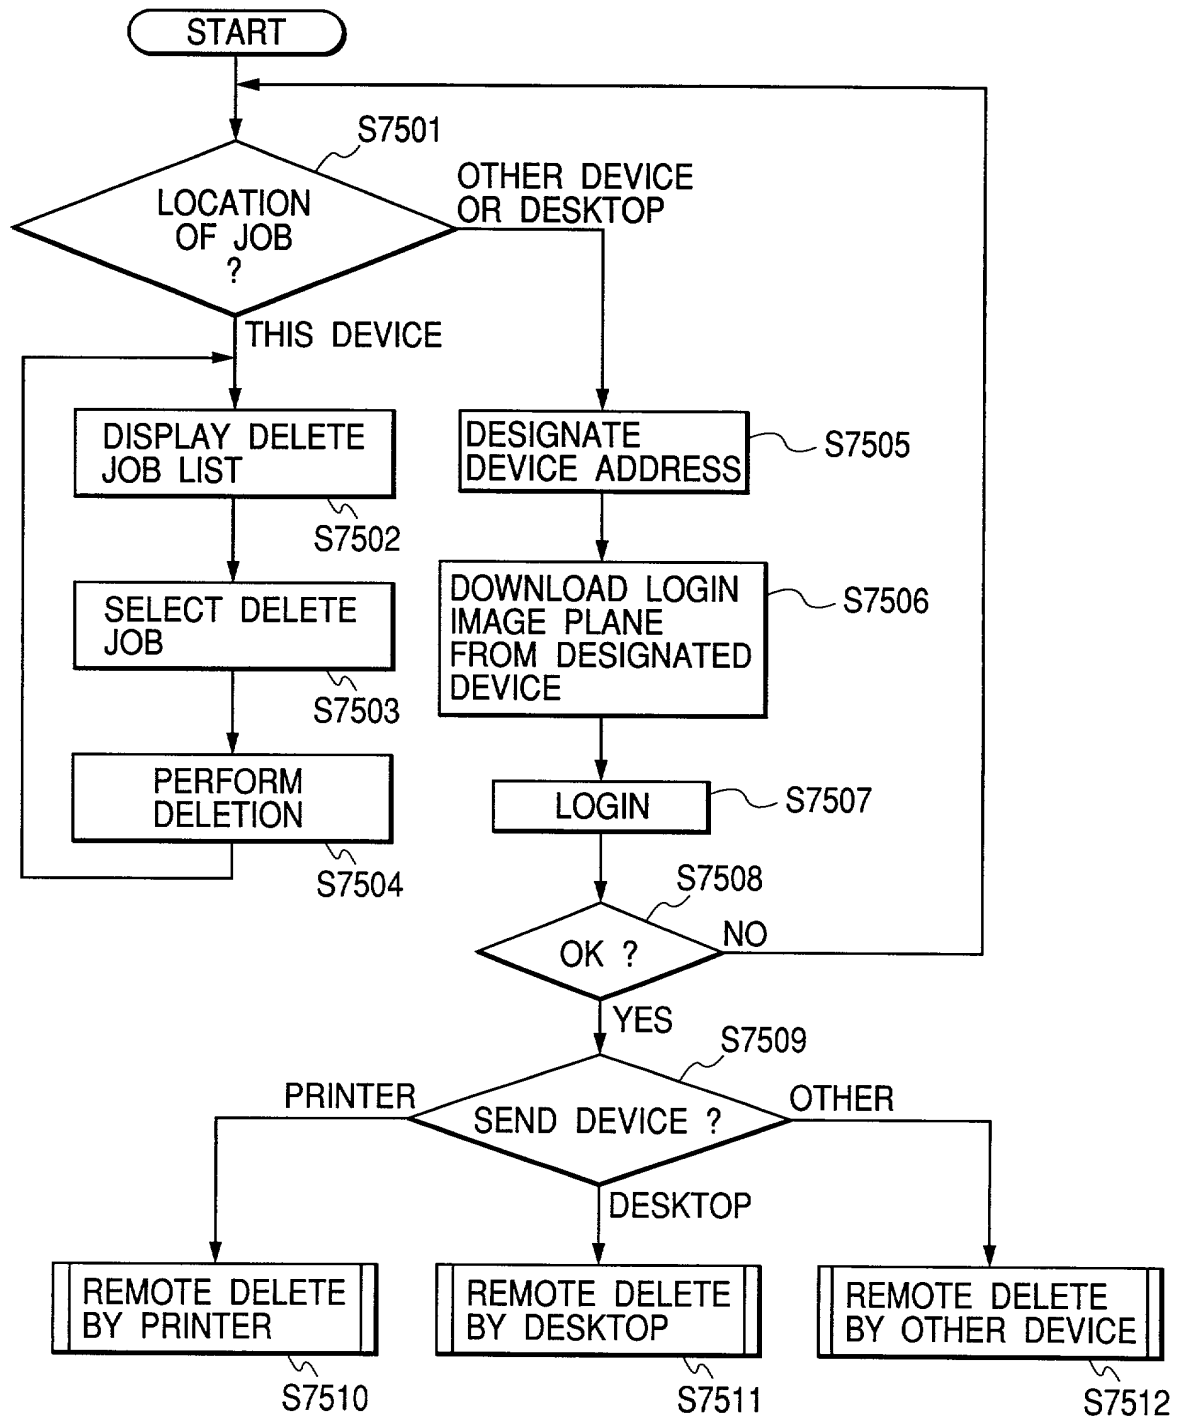 START
S7501
LOCATION
OF JOB
?
OTHER DEVICE
OR DESKTOP
THIS DEVICE
DISPLAY DELETE
JOB LIST
S7502
SELECT DELETE
JOB
S7503
PERFORM
DELETION
S7504
DESIGNATE
DEVICE ADDRESS
S7505
DOWNLOAD LOGIN
IMAGE PLANE
FROM DESIGNATED
DEVICE
S7506
LOGIN
S7507
S7508
OK ?
NO
YES
S7509
SEND DEVICE ?
PRINTER
OTHER
DESKTOP
REMOTE DELETE
BY PRINTER
S7510
REMOTE DELETE
BY DESKTOP
S7511
REMOTE DELETE
BY OTHER DEVICE
S7512